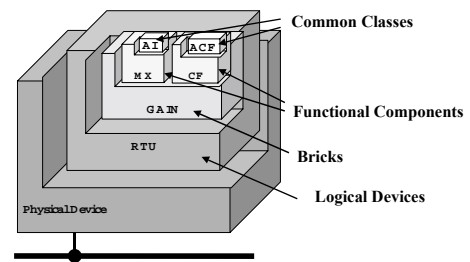 Common Classes
AI
ACF
MX
CF
Functional Components
GAIN
Bricks
RTU
Logical Devices
PhysicalDevice